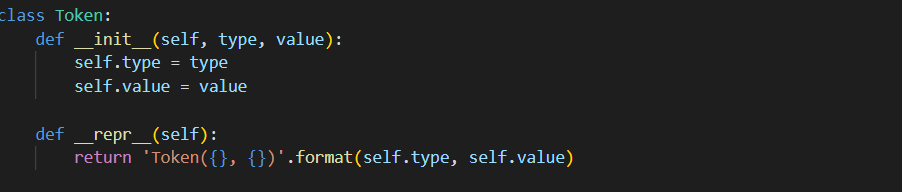 class Token:
    def __init__(self, type, value):
        self.type = type
        self.value = value

    def __repr__(self):
        return 'Token({}, {})'.format(self.type, self.value)